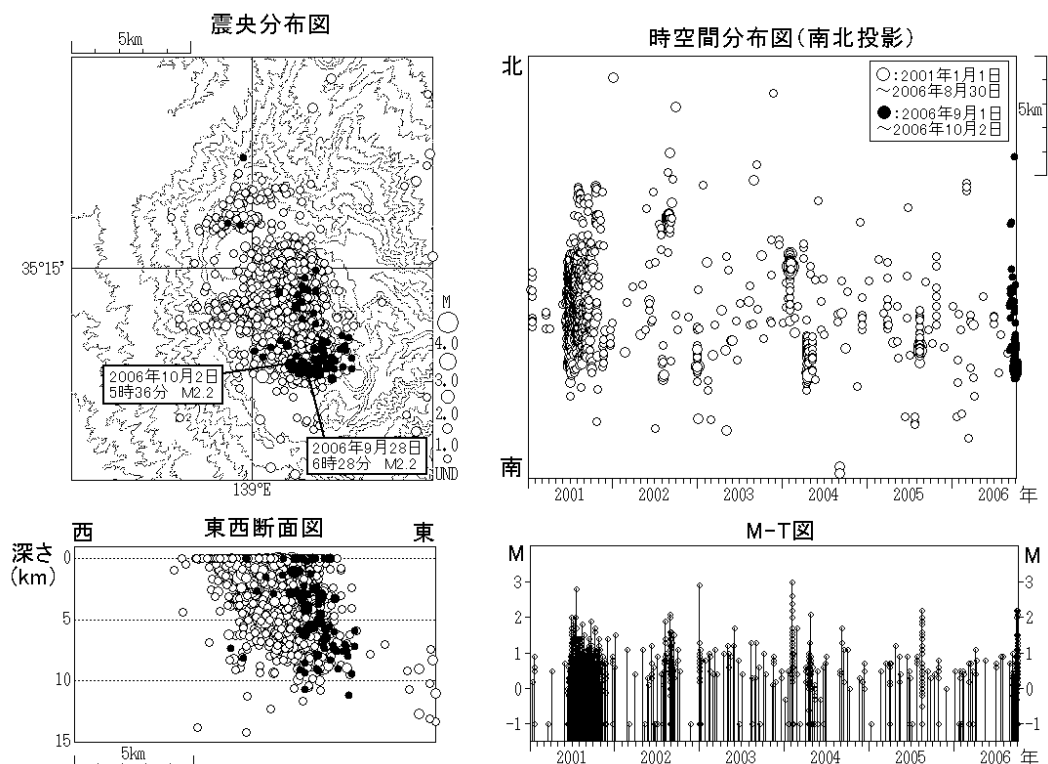 震央分布図
5km
35°15'
139°E
M
4.0
3.0
2.0
1.0
UND
2006年10月2日
5時36分 M2.2
2006年9月28日
6時28分 M2.2
時空間分布図(南北投影)
北
南
○:2001年1月1日
～2006年8月30日
●:2006年9月1日
～2006年10月2日
5km
2001 2002 2003 2004 2005 2006 年
東西断面図
西
東
深さ
(km)
0
5
10
15
5km
M-T図
M M
3 3
2 2
1 1
0 0
-1 -1
2001 2002 2003 2004 2005 2006 年